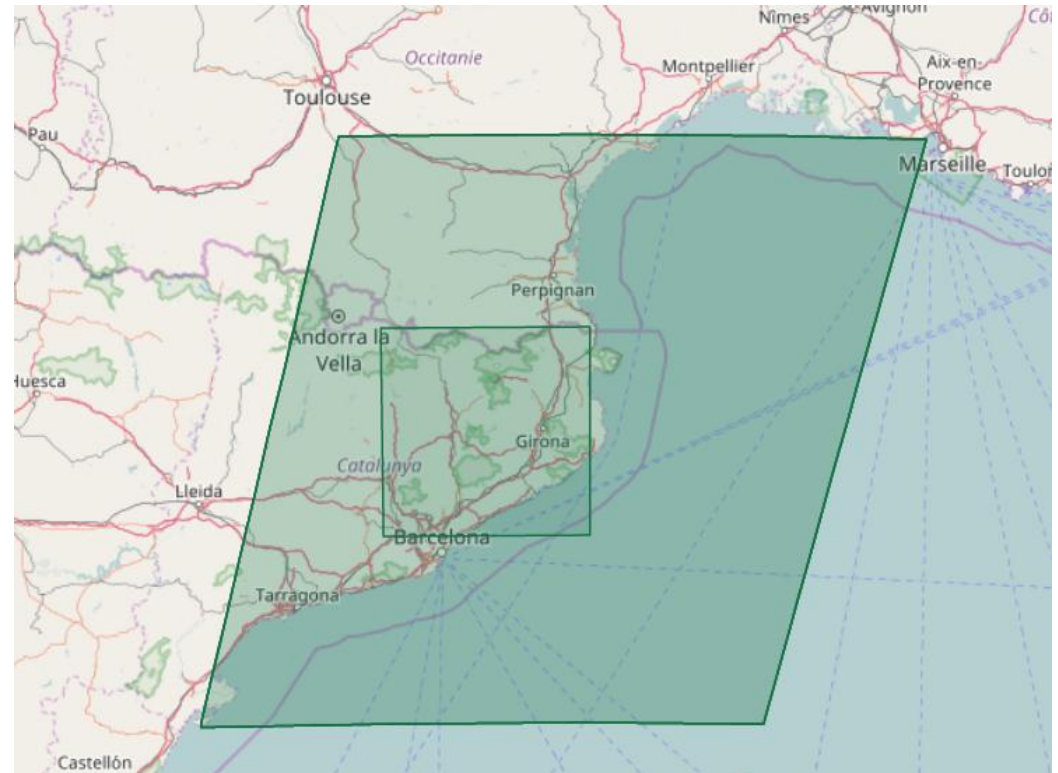 Nîmes
Avignon
Occitanie
Montpellier
Aix-en-
Provence
Toulouse
Pau
Marseille
Perpignan
Andorra la
Vella
Huesca
Girona
Catalunya
Lleida
Barcelona
Tarragona
Castellón